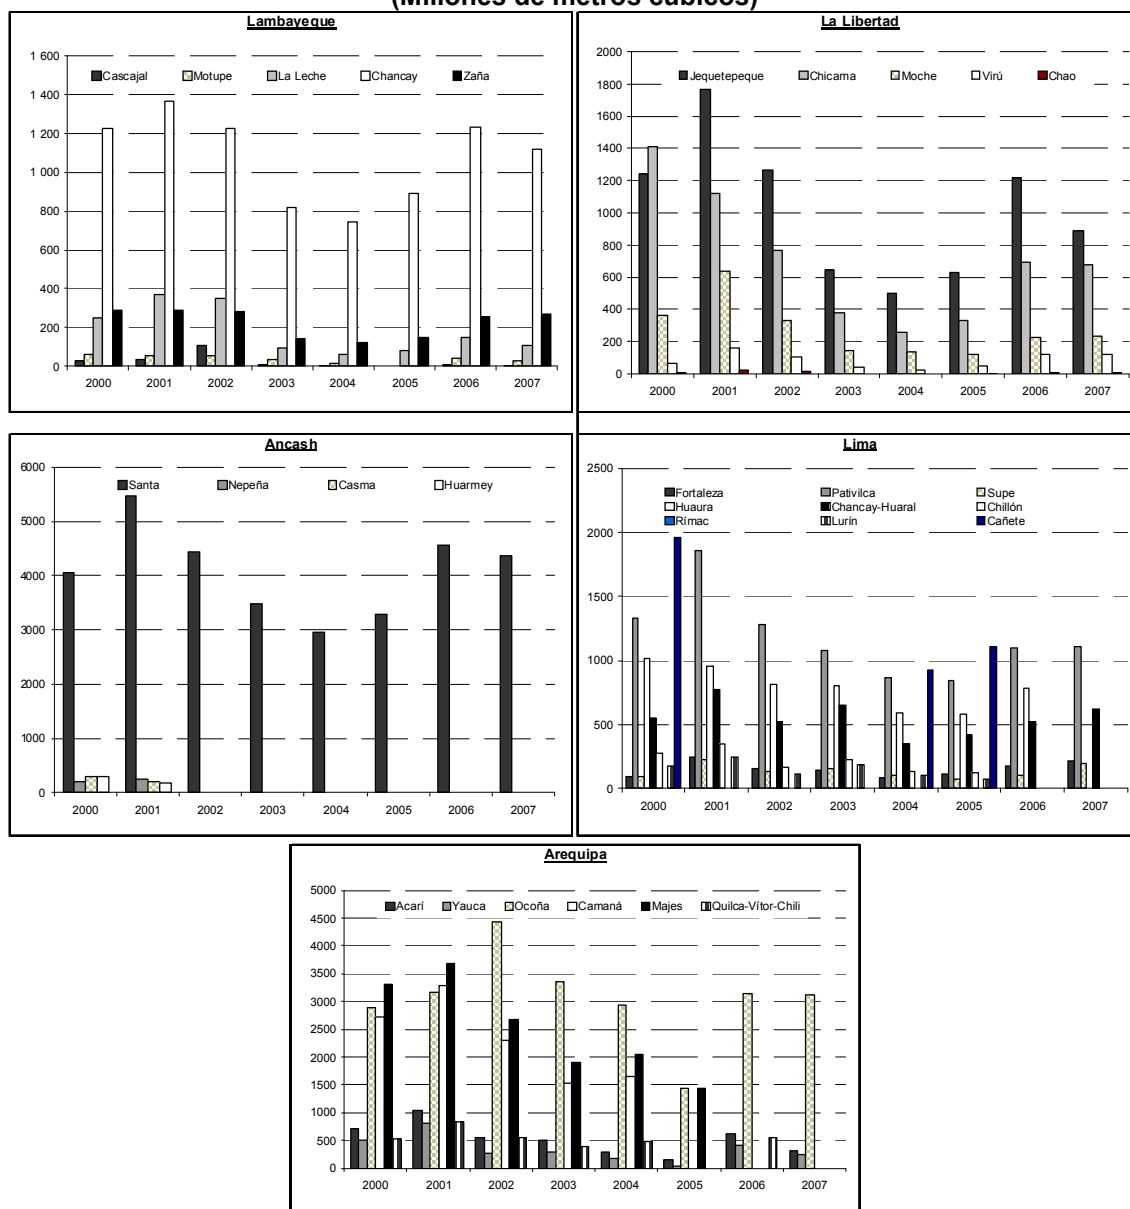 (Millones de metros cúbicos)
Lambayeque
1 600
Cascajal Motupe La Leche Chancay Zaña
1 400
1 200
1 000
800
600
400
200
0
2000 2001 2002 2003 2004 2005 2006 2007
La Libertad
2000
Jequetepeque Chicama Moche Virú Chao
1800
1600
1400
1200
1000
800
600
400
200
0
2000 2001 2002 2003 2004 2005 2006 2007
Ancash
6000
Santa Nepeña Casma Huarmey
5000
4000
3000
2000
1000
0
2000 2001 2002 2003 2004 2005 2006 2007
Lima
2500
Fortaleza Pativilca Supe
Huaura Chancay-Huaral Chillón
Rímac Lurín Cañete
2000
1500
1000
500
0
2000 2001 2002 2003 2004 2005 2006 2007
Arequipa
5000
Acarí Yauca Ocoña Camaná Majes Quilca-Vítor-Chili
4500
4000
3500
3000
2500
2000
1500
1000
500
0
2000 2001 2002 2003 2004 2005 2006 2007